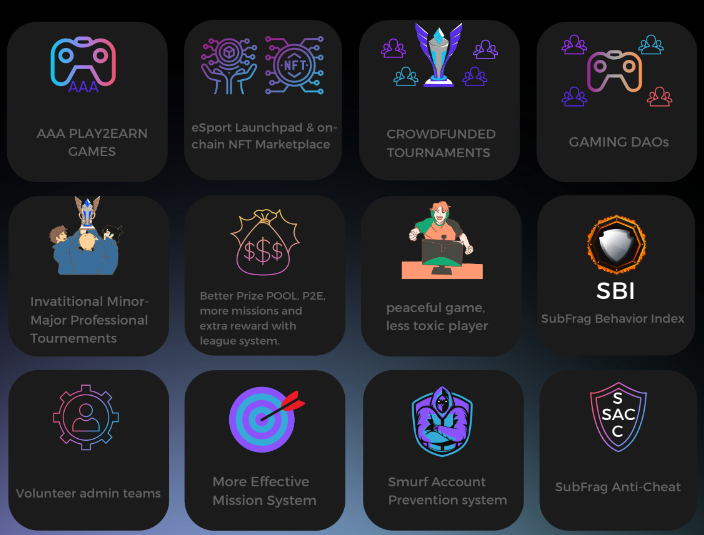 AAA
AAA PLAY2EARN
GAMES
NFT
eSport Launchpad & on-
chain NFT Marketplace
CROWDFUNDED
TOURNAMENTS
GAMING DAOs
Invatitional Minor-
Major Professional
Tournements
$$$
Better Prize POOL, P2E,
more missions and
extra reward with
league system.
peaceful game,
less toxic player
SBI
SubFrag Behavior Index
Volunteer admin teams
More Effective
Mission System
Smurf Account
Prevention system
S
SACC
C
SubFrag Anti-Cheat